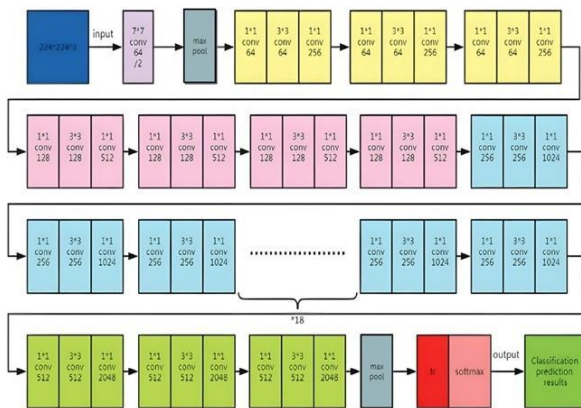 224*224*3
input
7*7
conv
64
/2
max
pool
1*1
conv
64
3*3
conv
64
1*1
conv
256
1*1
conv
64
3*3
conv
64
1*1
conv
256
1*1
conv
64
3*3
conv
64
1*1
conv
256
1*1
conv
128
3*3
conv
128
1*1
conv
512
1*1
conv
128
3*3
conv
128
1*1
conv
512
1*1
conv
128
3*3
conv
128
1*1
conv
512
1*1
conv
128
3*3
conv
128
1*1
conv
512
1*1
conv
256
3*3
conv
256
1*1
conv
1024
1*1
conv
256
3*3
conv
256
1*1
conv
1024
1*1
conv
256
3*3
conv
256
1*1
conv
1024
1*1
conv
256
3*3
conv
256
1*1
conv
1024
1*1
conv
256
3*3
conv
256
1*1
conv
1024
*18
1*1
conv
512
3*3
conv
512
1*1
conv
2048
1*1
conv
512
3*3
conv
512
1*1
conv
2048
1*1
conv
512
3*3
conv
512
1*1
conv
2048
max
pool
fc
softmax
output
Classification
prediction
results